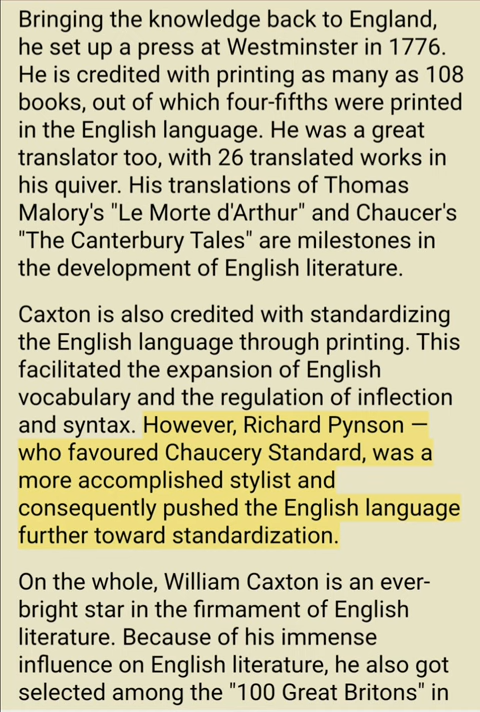 Bringing the knowledge back to England,
he set up a press at Westminster in 1776.
He is credited with printing as many as 108
books, out of which four-fifths were printed
in the English language. He was a great
translator too, with 26 translated works in
his quiver. His translations of Thomas
Malory's "Le Morte d'Arthur" and Chaucer's
"The Canterbury Tales" are milestones in
the development of English literature.
Caxton is also credited with standardizing
the English language through printing. This
facilitated the expansion of English
vocabulary and the regulation of inflection
and syntax. However, Richard Pynson —
who favoured Chaucery Standard, was a
more accomplished stylist and
consequently pushed the English language
further toward standardization.
On the whole, William Caxton is an ever-
bright star in the firmament of English
literature. Because of his immense
influence on English literature, he also got
selected among the "100 Great Britons" in